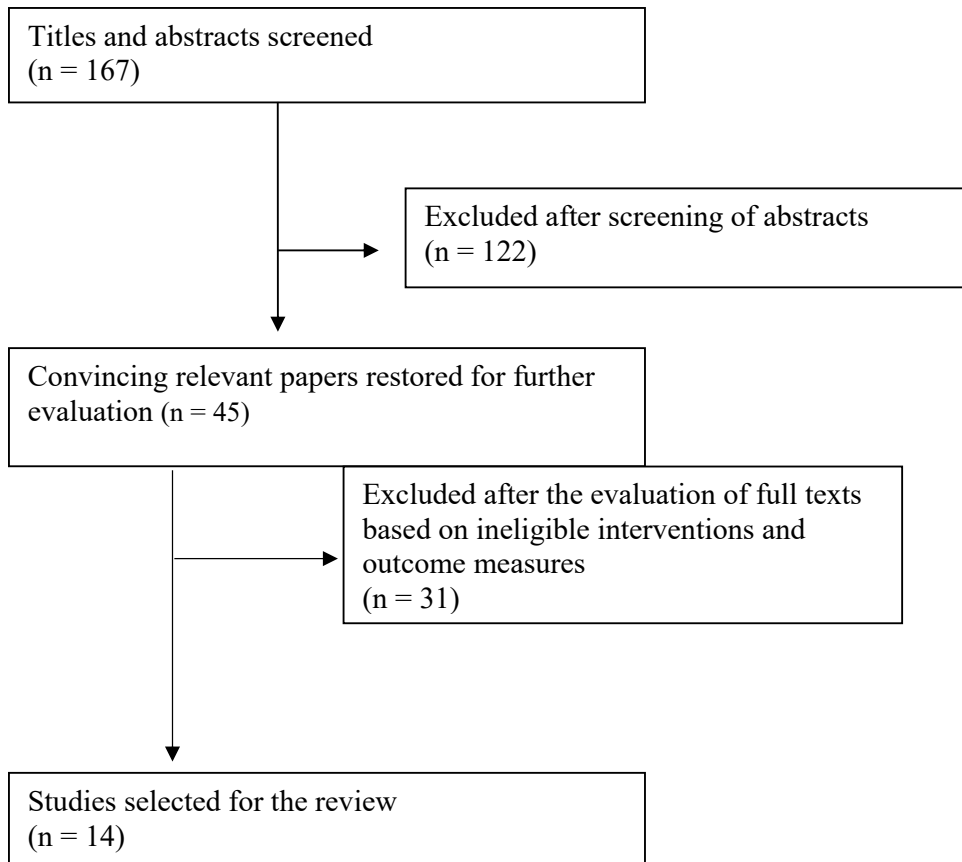 Titles and abstracts screened
(n = 167)
Excluded after screening of abstracts
(n = 122)
Convincing relevant papers restored for further
evaluation (n = 45)
Excluded after the evaluation of full texts
based on ineligible interventions and
outcome measures
(n = 31)
Studies selected for the review
(n = 14)